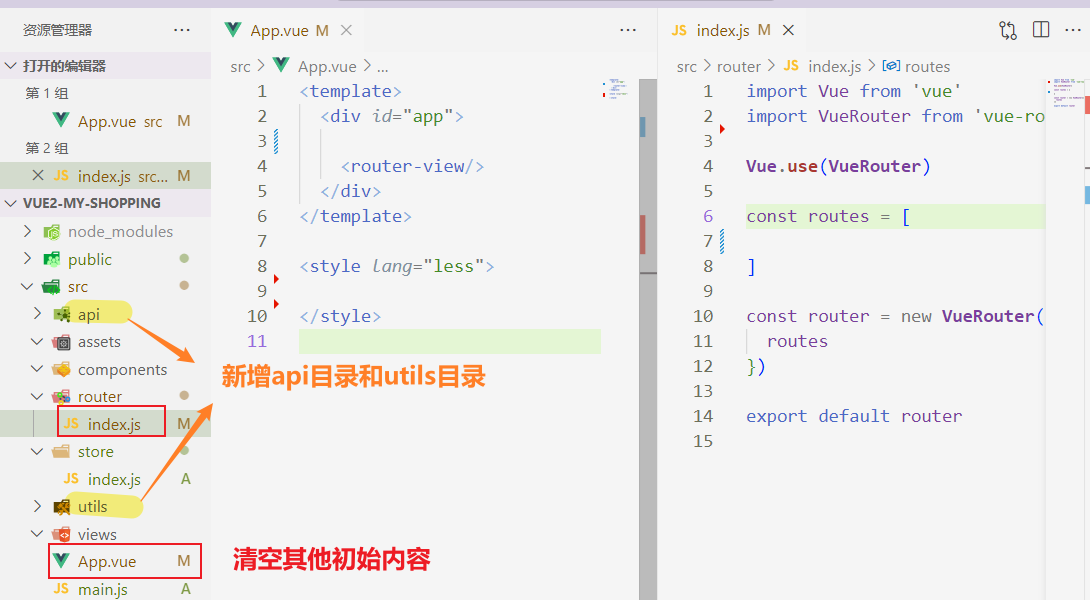 资源管理器 ···
打开的编辑器
第 1 组
App.vue src M
第 2 组
JS index.js src... M
VUE2-MY-SHOPPING
node_modules
public
src
api
assets
components
router
JS index.js M
store
JS index.js A
utils
views
App.vue M
JS main.js A
App.vue M ···
src > App.vue > ...
1 <template>
2 <div id="app">
3
4 <router-view/>
5 </div>
6 </template>
7
8 <style lang="less">
9
10 </style>
11
新增api目录和utils目录
清空其他初始内容
JS index.js M ···
src > router > JS index.js > routes
1 import Vue from 'vue'
2 import VueRouter from 'vue-ro
3
4 Vue.use(VueRouter)
5
6 const routes = [
7
8 ]
9
10 const router = new VueRouter(
11 routes
12 })
13
14 export default router
15